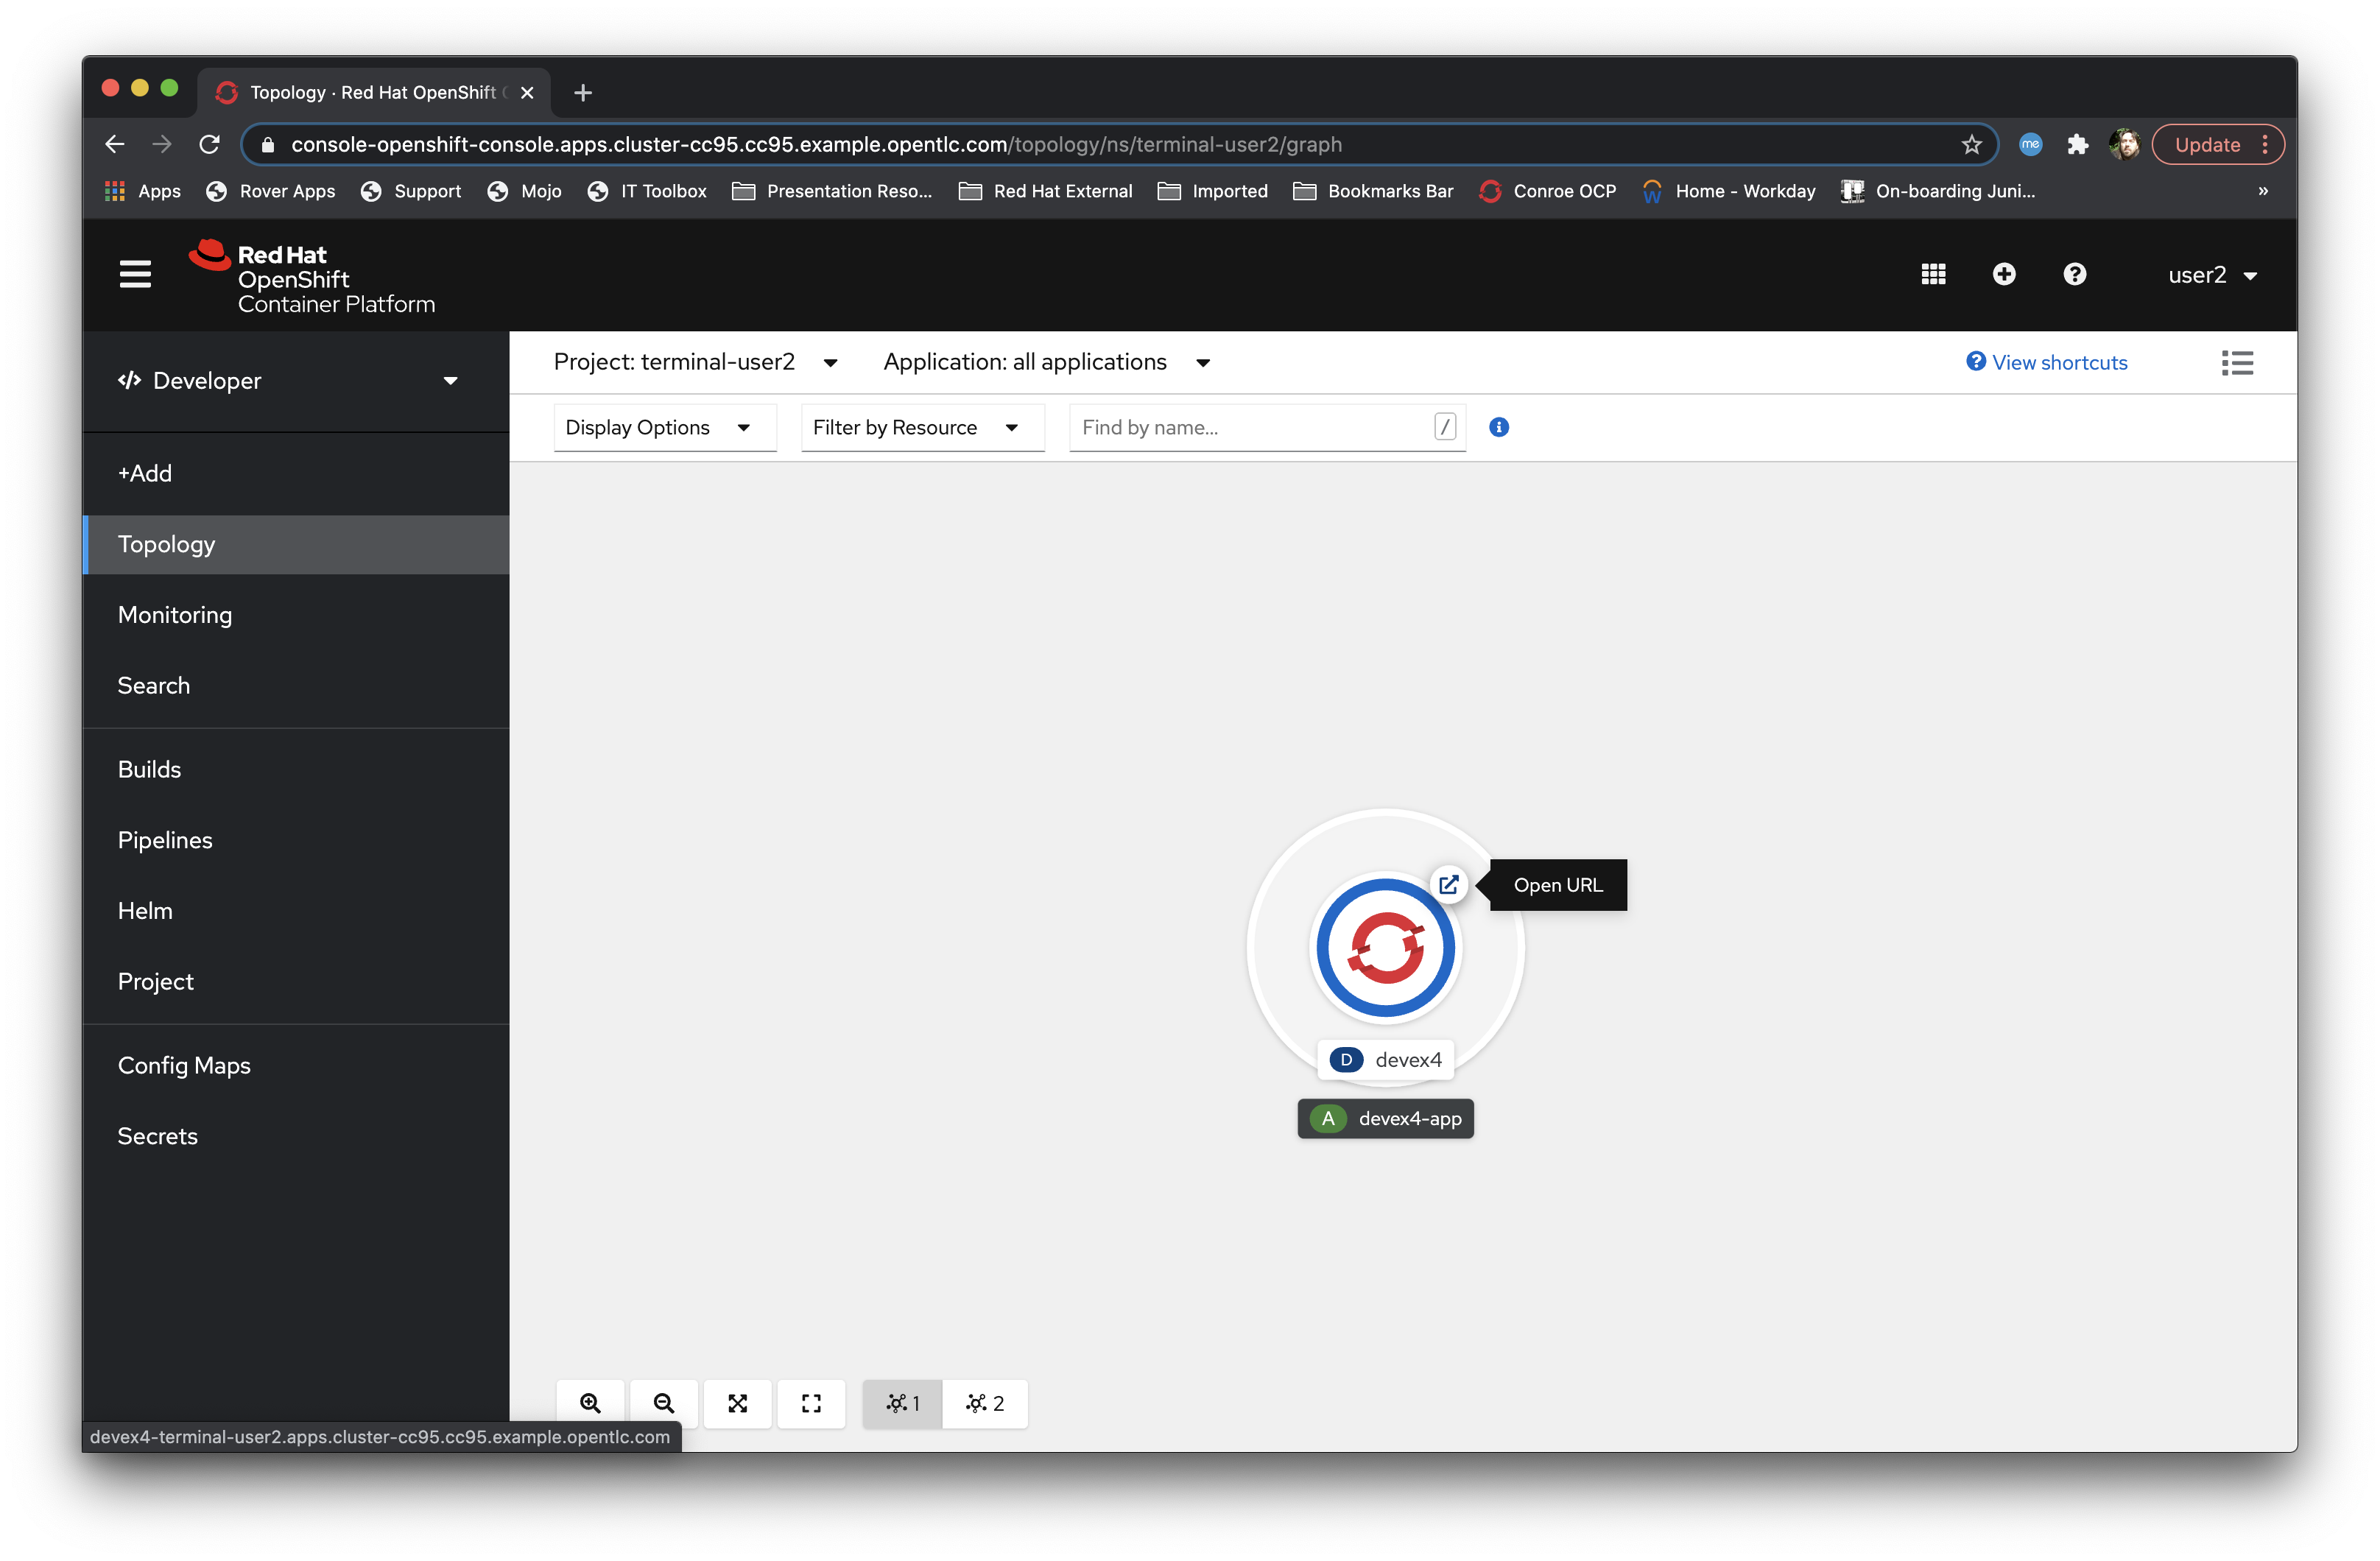 Topology · Red Hat OpenShift
console-openshift-console.apps.cluster-cc95.cc95.example.opentlc.com/topology/ns/terminal-user2/graph
me
Update
Apps
Rover Apps
Support
Mojo
IT Toolbox
Presentation Reso...
Red Hat External
Imported
Bookmarks Bar
Conroe OCP
Home - Workday
On-boarding Juni...
»
Red Hat
OpenShift
Container Platform
user2
Developer
Project: terminal-user2
Application: all applications
View shortcuts
Display Options
Filter by Resource
Find by name...
/
+Add
Topology
Monitoring
Search
Builds
Pipelines
Helm
Project
Config Maps
Secrets
Open URL
D devex4
A devex4-app
1
2
devex4-terminal-user2.apps.cluster-cc95.cc95.example.opentlc.com